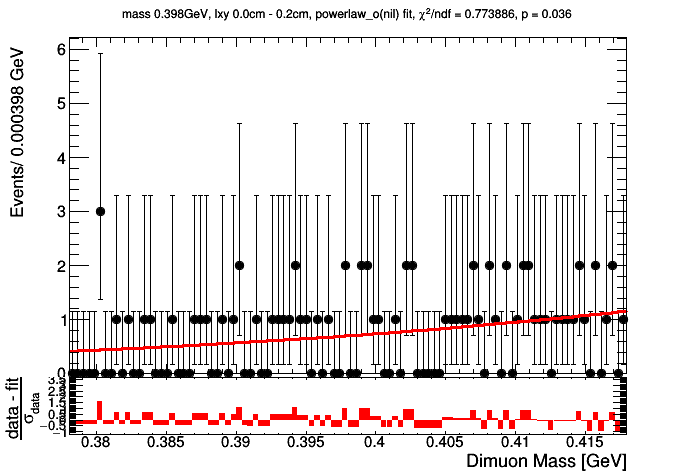 mass 0.398GeV, lxy 0.0cm - 0.2cm, powerlaw_o(nil) fit, χ²/ndf = 0.773886, p = 0.036
Events/ 0.000398 GeV
6
5
4
3
2
1
0
data - fit
σdata
0.38 0.385 0.39 0.395 0.4 0.405 0.41 0.415
Dimuon Mass [GeV]